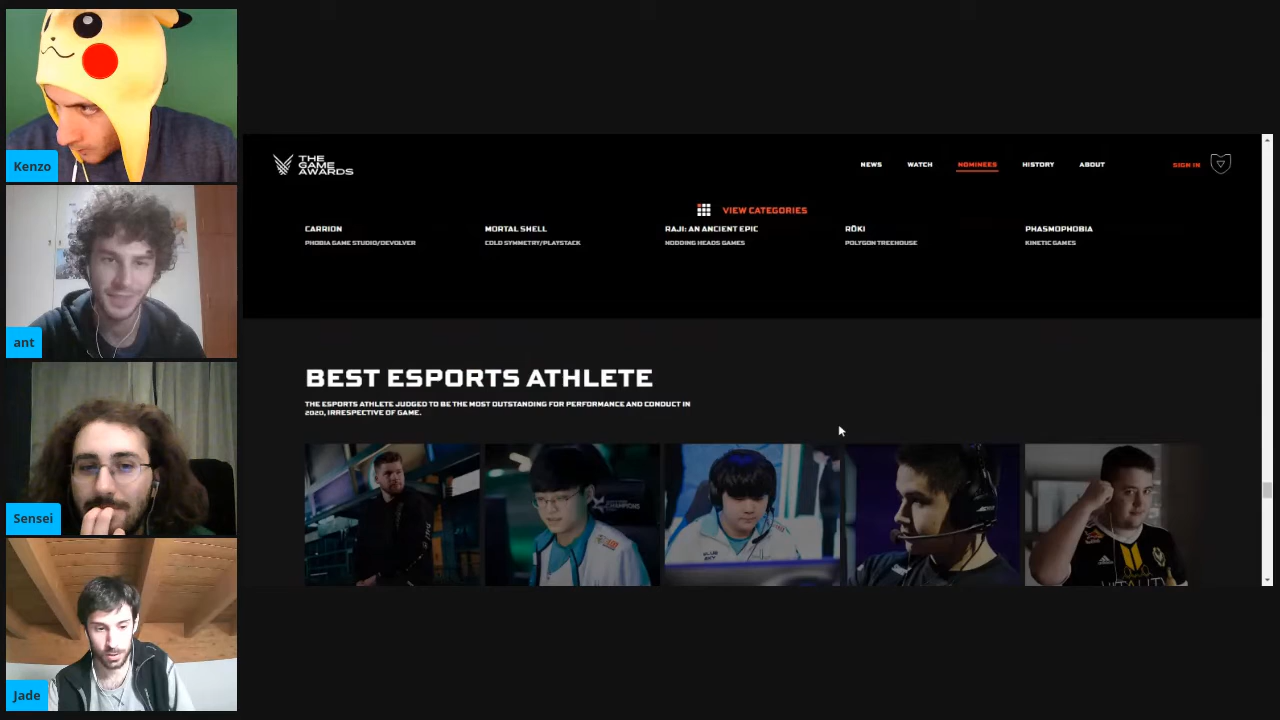 Kenzo
ant
Sensei
Jade
THE
GAME
AWARDS
NEWS
WATCH
NOMINEES
HISTORY
ABOUT
SIGN IN
VIEW CATEGORIES
CARRION
PHOBIA GAME STUDIO/DEVOLVER
MORTAL SHELL
COLD SYMMETRY/PLAYSTACK
RAJI: AN ANCIENT EPIC
NODDING HEADS GAMES
RÖKI
POLYGON TREEHOUSE
PHASMOPHOBIA
KINETIC GAMES
BEST ESPORTS ATHLETE
THE ESPORTS ATHLETE JUDGED TO BE THE MOST OUTSTANDING FOR PERFORMANCE AND CONDUCT IN
2020, IRRESPECTIVE OF GAME.
VITALITY